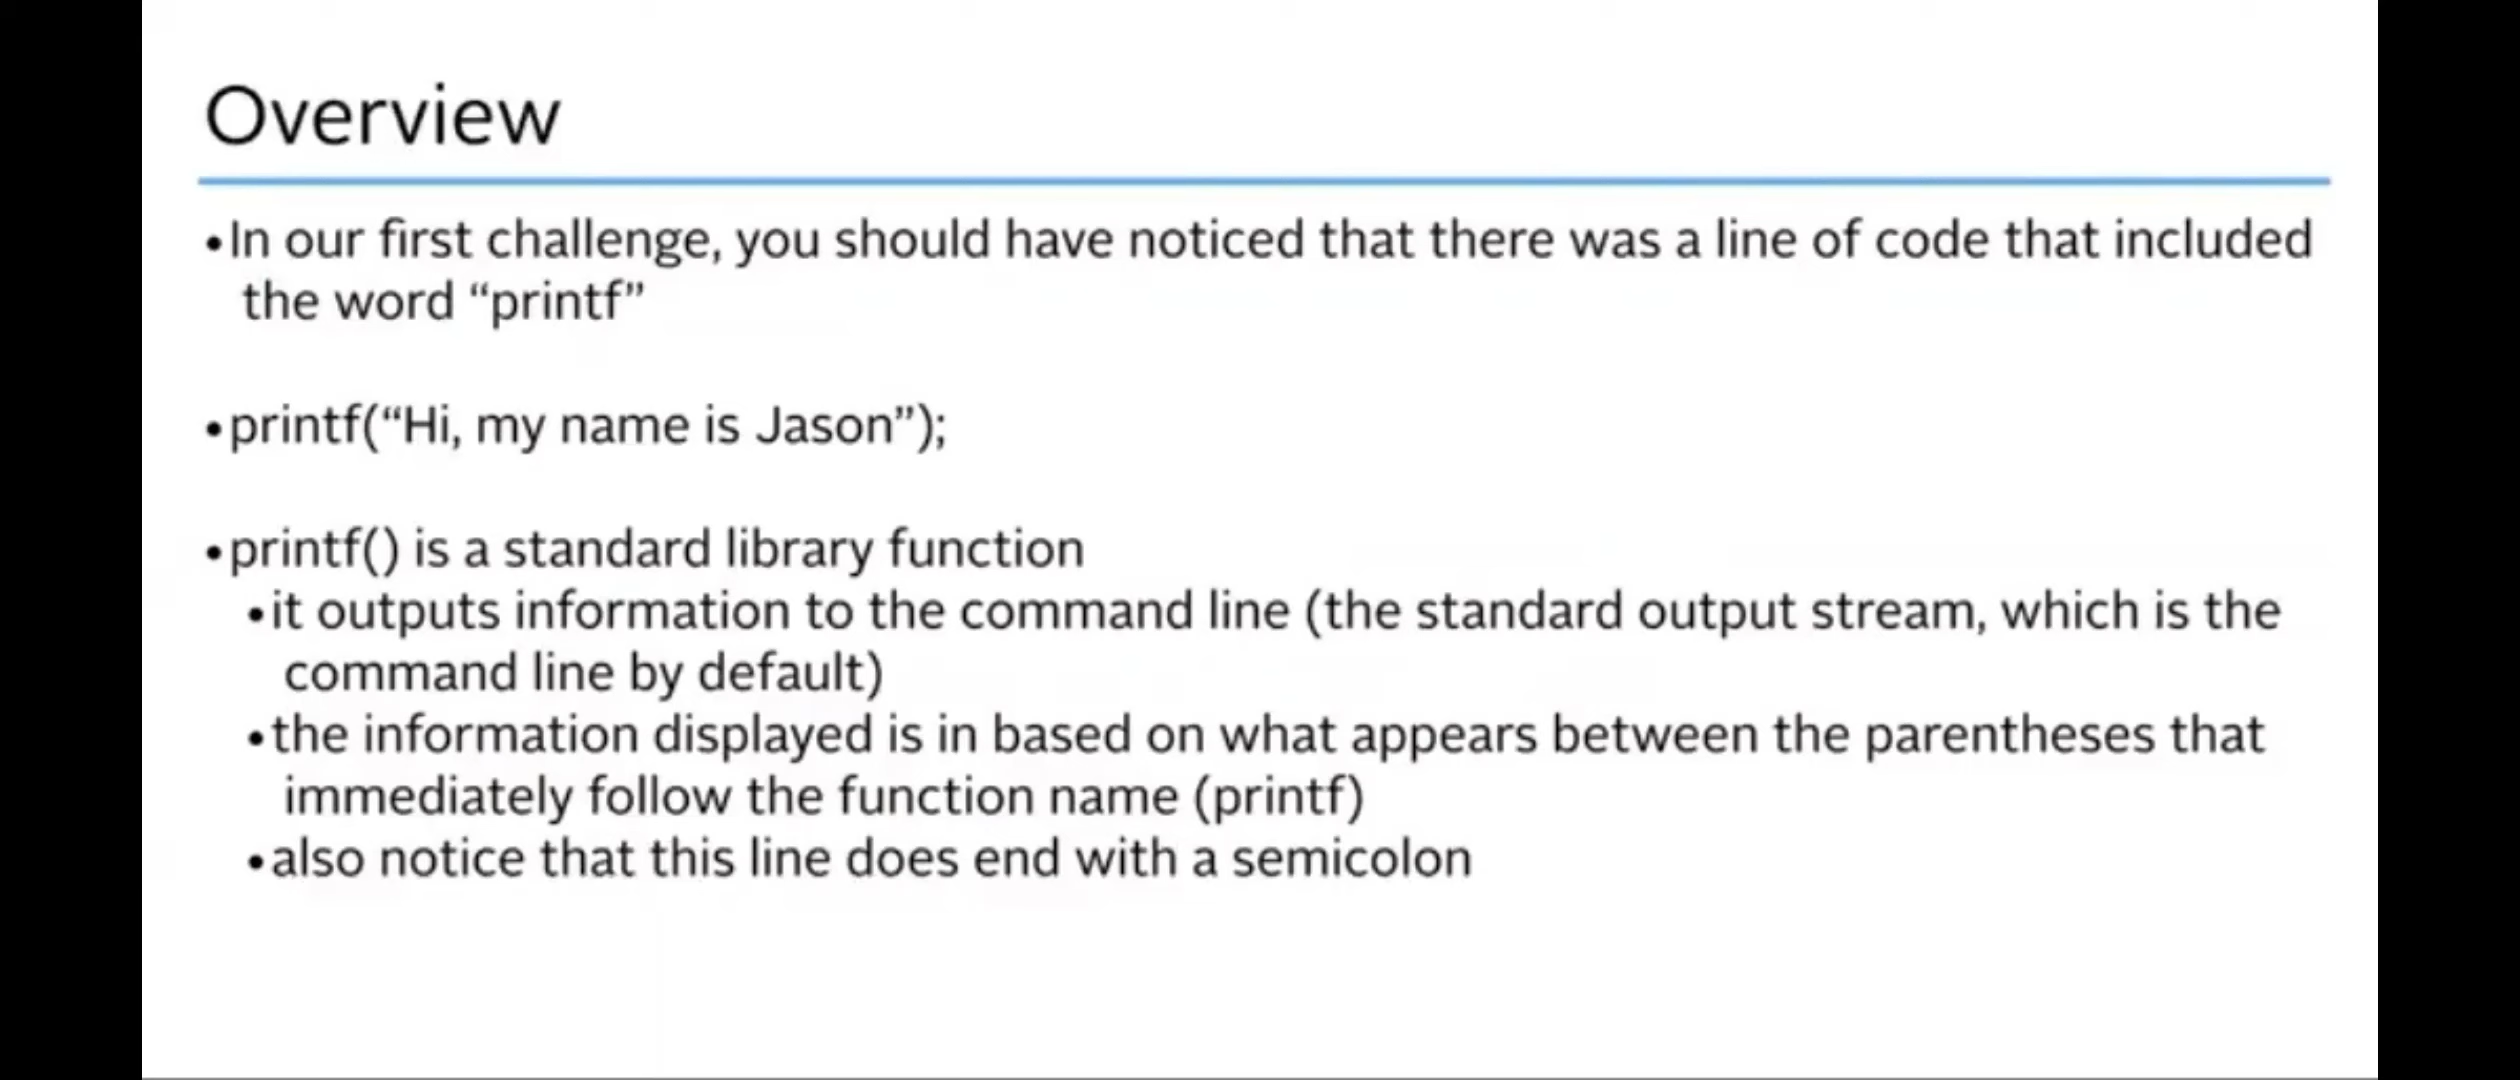 Overview
•In our first challenge, you should have noticed that there was a line of code that included
the word “printf”
•printf(“Hi, my name is Jason”);
•printf() is a standard library function
•it outputs information to the command line (the standard output stream, which is the
command line by default)
•the information displayed is in based on what appears between the parentheses that
immediately follow the function name (printf)
•also notice that this line does end with a semicolon